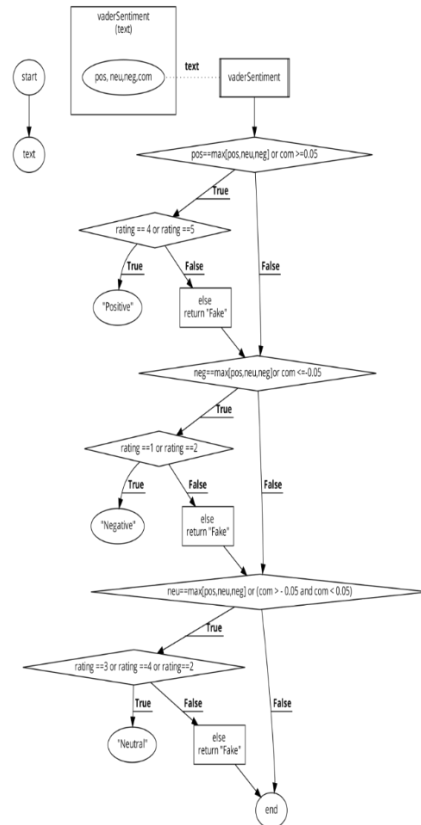 vaderSentiment
(text)
start
pos, neu,neg,com
text
vaderSentiment
text
pos==max[pos,neu,neg] or com >=0.05
True
rating == 4 or rating ==5
True
False
False
"Positive"
else
return "Fake"
neg==max[pos,neu,neg]or com <=-0.05
True
rating ==1 or rating ==2
True
False
False
"Negative"
else
return "Fake"
neu==max[pos,neu,neg] or (com > - 0.05 and com < 0.05)
True
rating ==3 or rating ==4 or rating==2
True
False
False
"Neutral"
else
return "Fake"
end